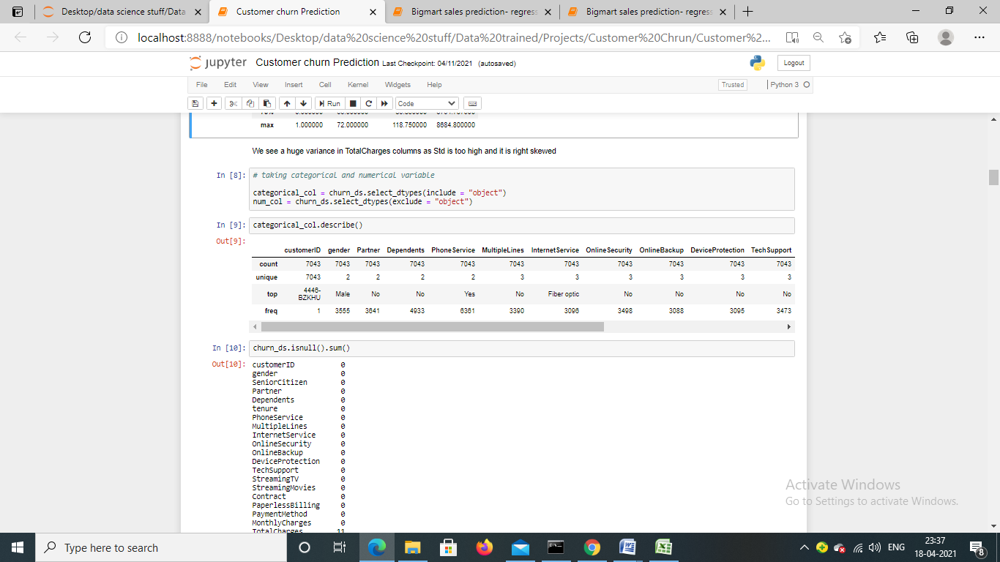 Desktop/data science stuff/Data
Customer churn Prediction
Bigmart sales prediction- regress
Bigmart sales prediction- regress
localhost:8888/notebooks/Desktop/data%20science%20stuff/Data%20trained/Projects/Customer%20Chrun/Customer%2...
jupyter Customer churn Prediction Last Checkpoint: 04/11/2021 (autosaved)
Logout
File Edit View Insert Cell Kernel Widgets Help
Trusted
Python 3
Run
Code
max 1.000000 72.000000 118.750000 8684.800000
We see a huge variance in TotalCharges columns as Std is too high and it is right skewed
In [8]: # taking categorical and numerical variable
categorical_col = churn_ds.select_dtypes(include = "object")
num_col = churn_ds.select_dtypes(exclude = "object")
In [9]: categorical_col.describe()
Out[9]:
customerID gender Partner Dependents PhoneService MultipleLines InternetService OnlineSecurity OnlineBackup DeviceProtection TechSupport
count 7043 7043 7043 7043 7043 7043 7043 7043 7043 7043 7043
unique 7043 2 2 2 2 3 3 3 3 3 3
top 4446-BZKHU Male No No Yes No Fiber optic No No No No
freq 1 3555 3641 4933 6361 3390 3096 3498 3088 3095 3473
In [10]: churn_ds.isnull().sum()
Out[10]: customerID 0
gender 0
SeniorCitizen 0
Partner 0
Dependents 0
tenure 0
PhoneService 0
MultipleLines 0
InternetService 0
OnlineSecurity 0
OnlineBackup 0
DeviceProtection 0
TechSupport 0
StreamingTV 0
StreamingMovies 0
Contract 0
PaperlessBilling 0
PaymentMethod 0
MonthlyCharges 0
TotalCharges 11
Activate Windows
Go to Settings to activate Windows.
Type here to search
ENG
23:37
18-04-2021
8